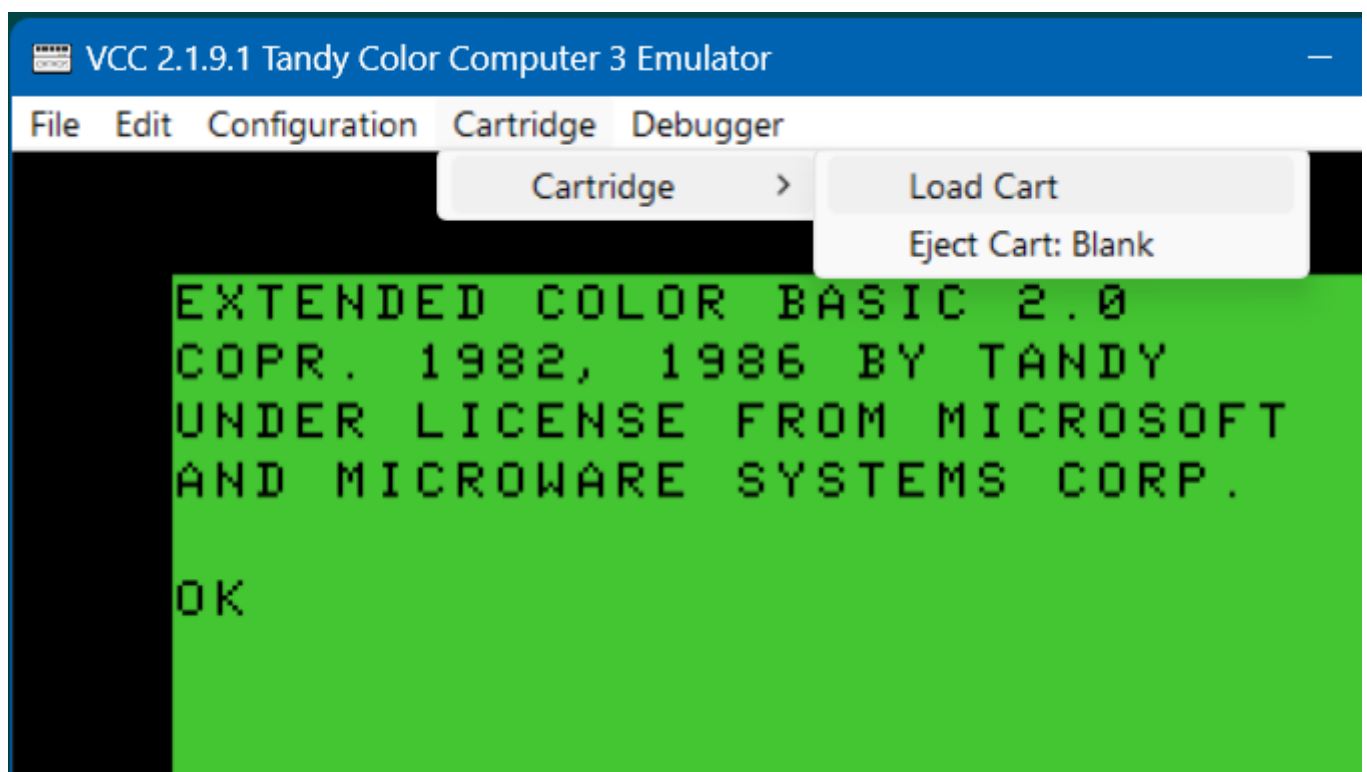 VCC 2.1.9.1 Tandy Color Computer 3 Emulator
File Edit Configuration Cartridge Debugger
Cartridge > Load Cart
Eject Cart: Blank
EXTENDED COLOR BASIC 2.0
COPR. 1982, 1986 BY TANDY
UNDER LICENSE FROM MICROSOFT
AND MICROWARE SYSTEMS CORP.
OK